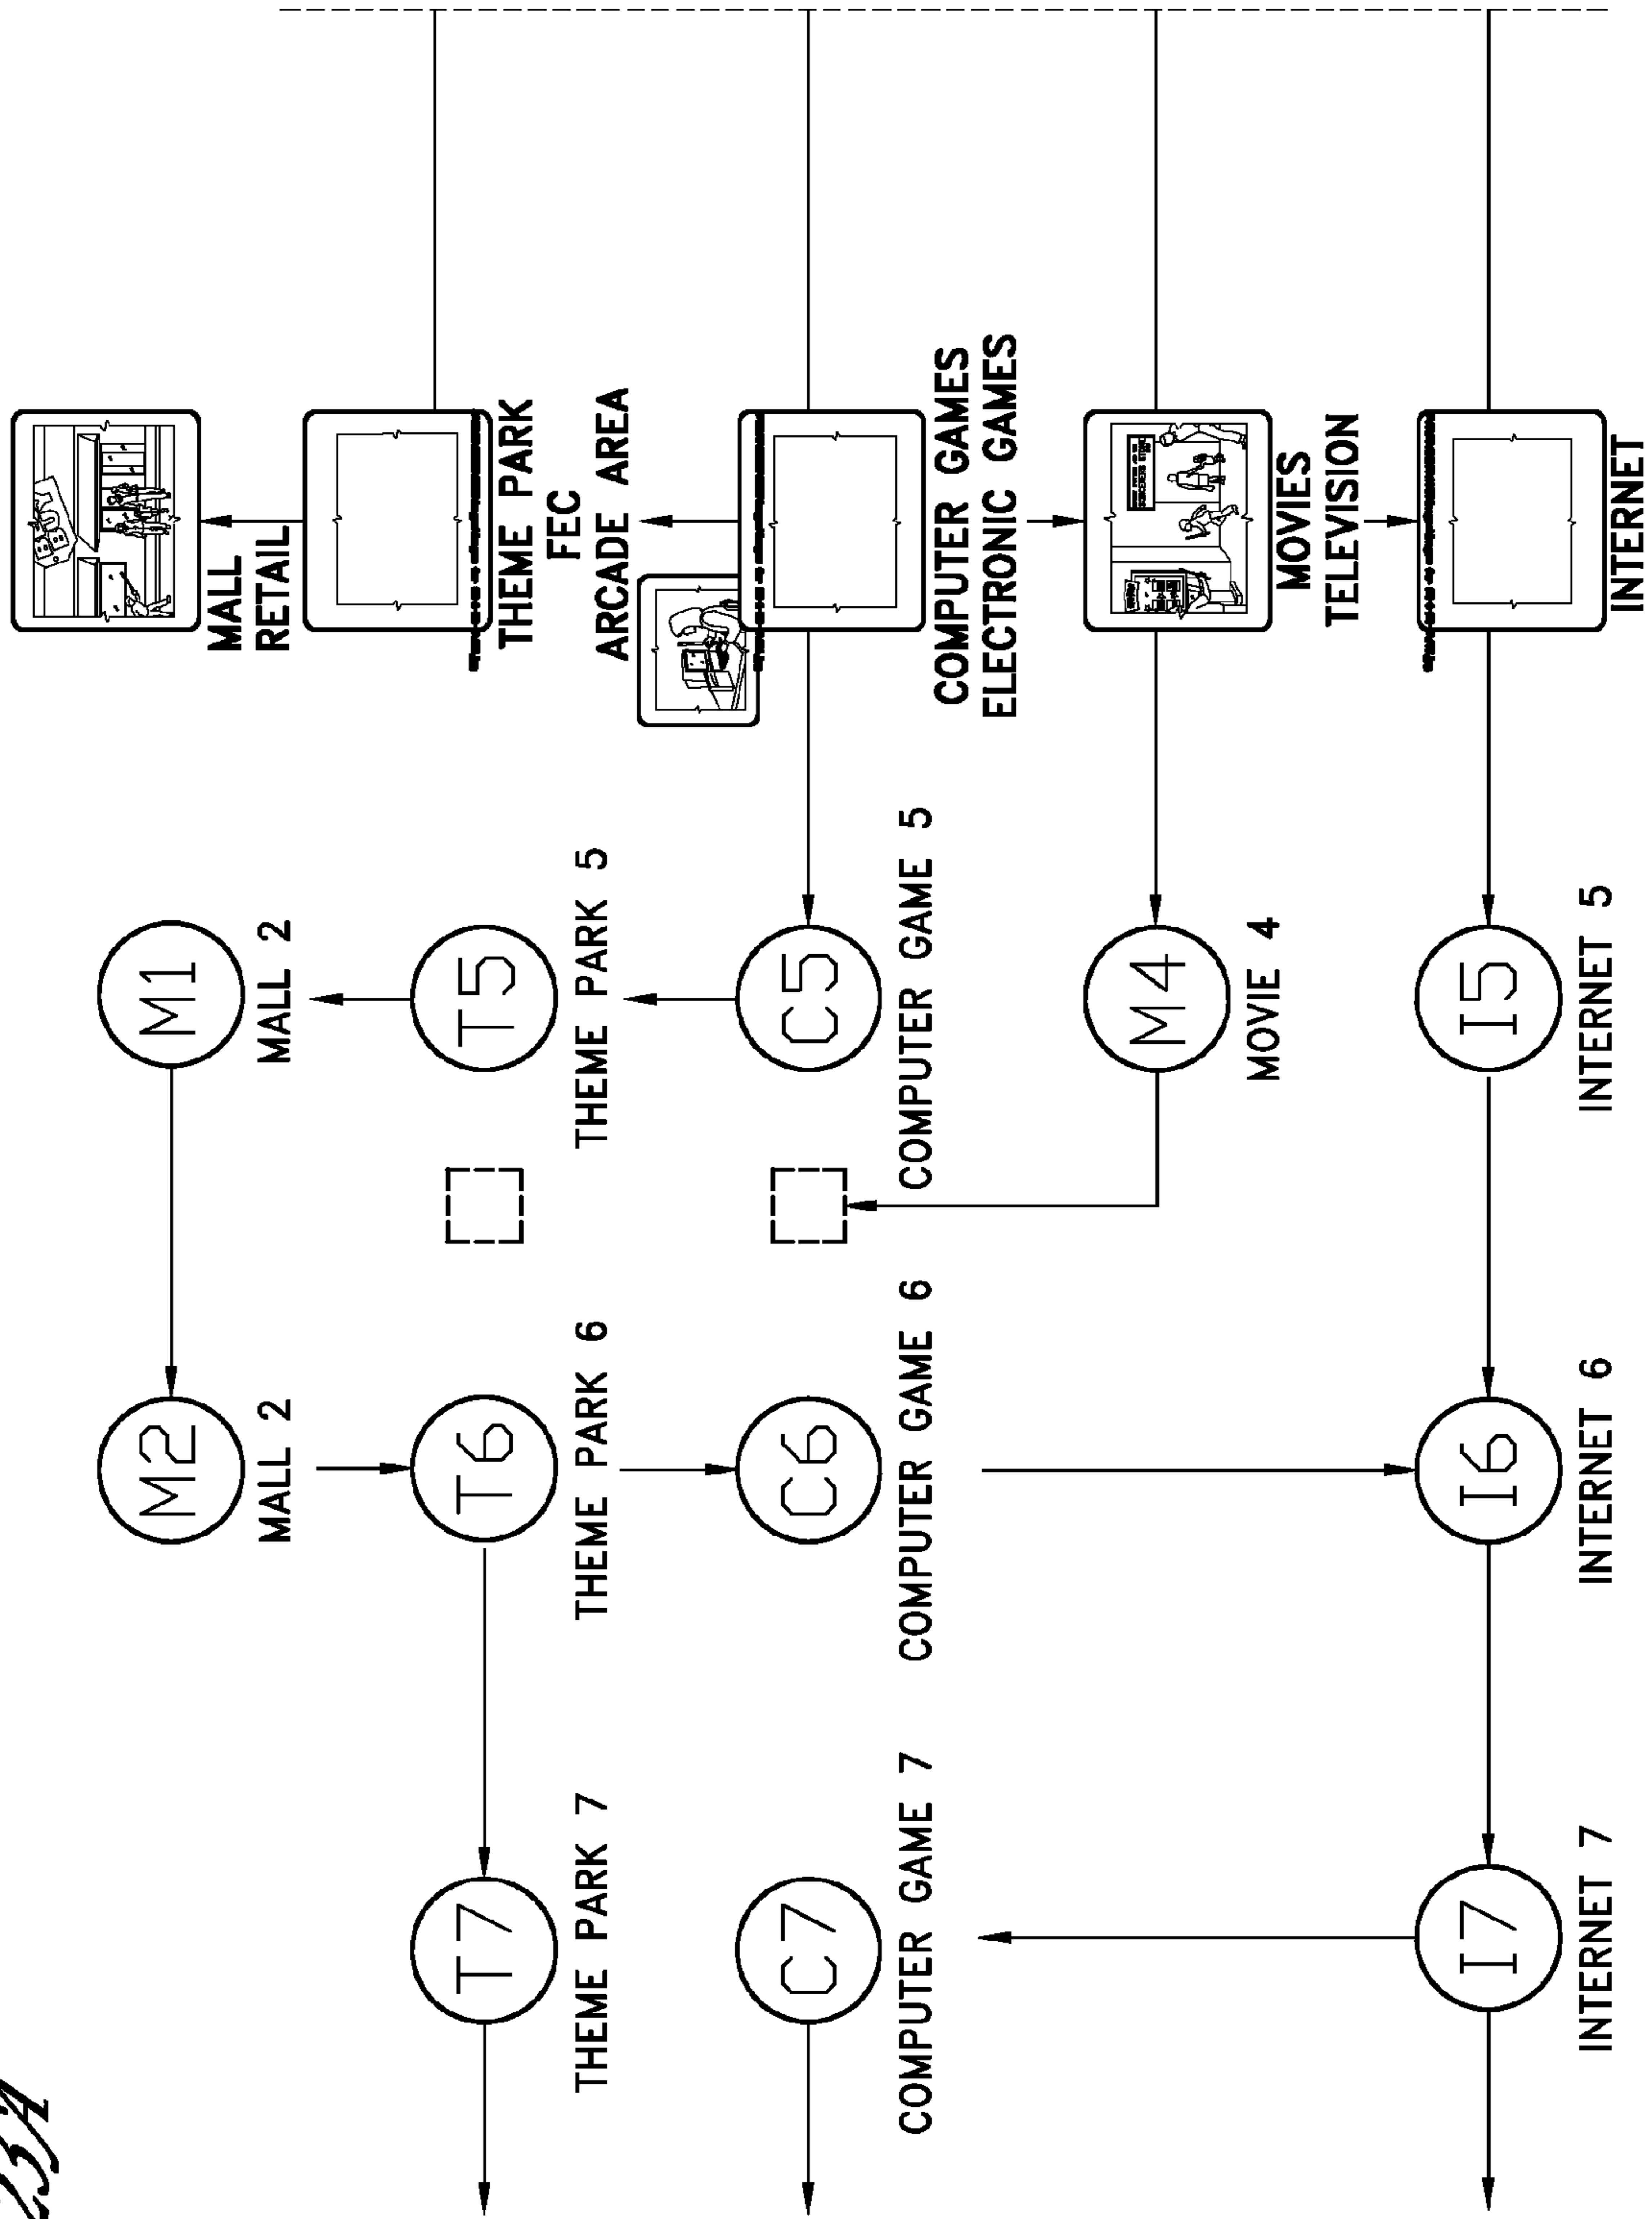 MALL
RETAIL
THEME PARK
FEC
ARCADE AREA
COMPUTER GAMES
ELECTRONIC GAMES
MOVIES
TELEVISION
INTERNET
M1
MALL 2
T5
THEME PARK 5
C5
COMPUTER GAME 5
M4
MOVIE 4
I5
INTERNET 5
M2
MALL 2
T6
THEME PARK 6
C6
COMPUTER GAME 6
I6
INTERNET 6
T7
THEME PARK 7
C7
COMPUTER GAME 7
I7
INTERNET 7